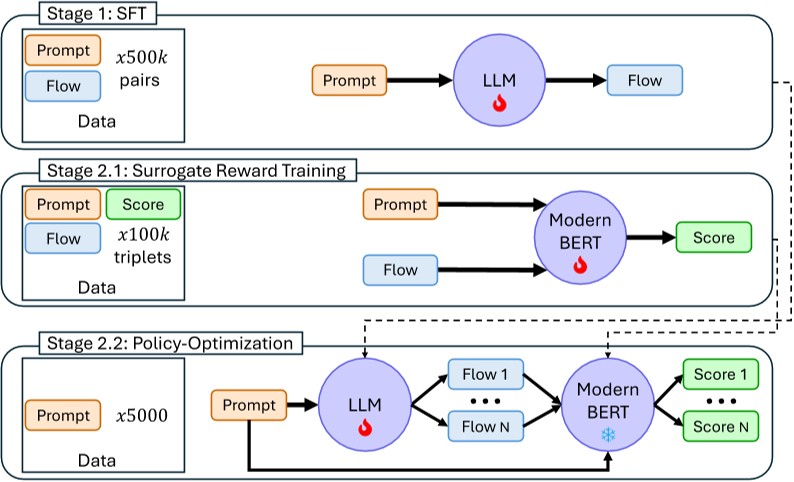 Stage 1: SFT
Prompt
Flow
x500k
pairs
Data
Prompt
LLM
Flow
Stage 2.1: Surrogate Reward Training
Prompt
Score
Flow
x100k
triplets
Data
Prompt
Flow
Modern
BERT
Score
Stage 2.2: Policy-Optimization
Prompt
x5000
Data
Prompt
LLM
Flow 1
...
Flow N
Modern
BERT
Score 1
...
Score N